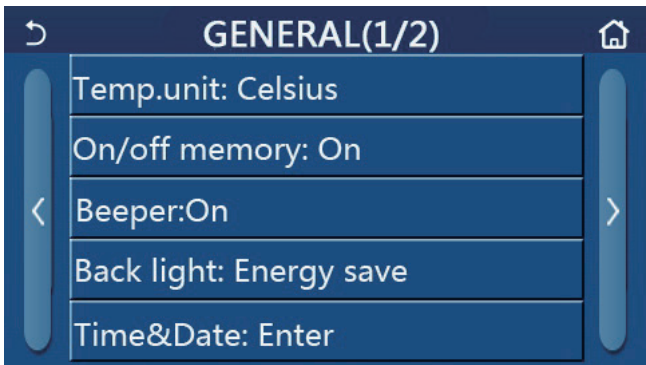 GENERAL(1/2)
Temp.unit: Celsius
On/off memory: On
Beeper:On
Back light: Energy save
Time&Date: Enter